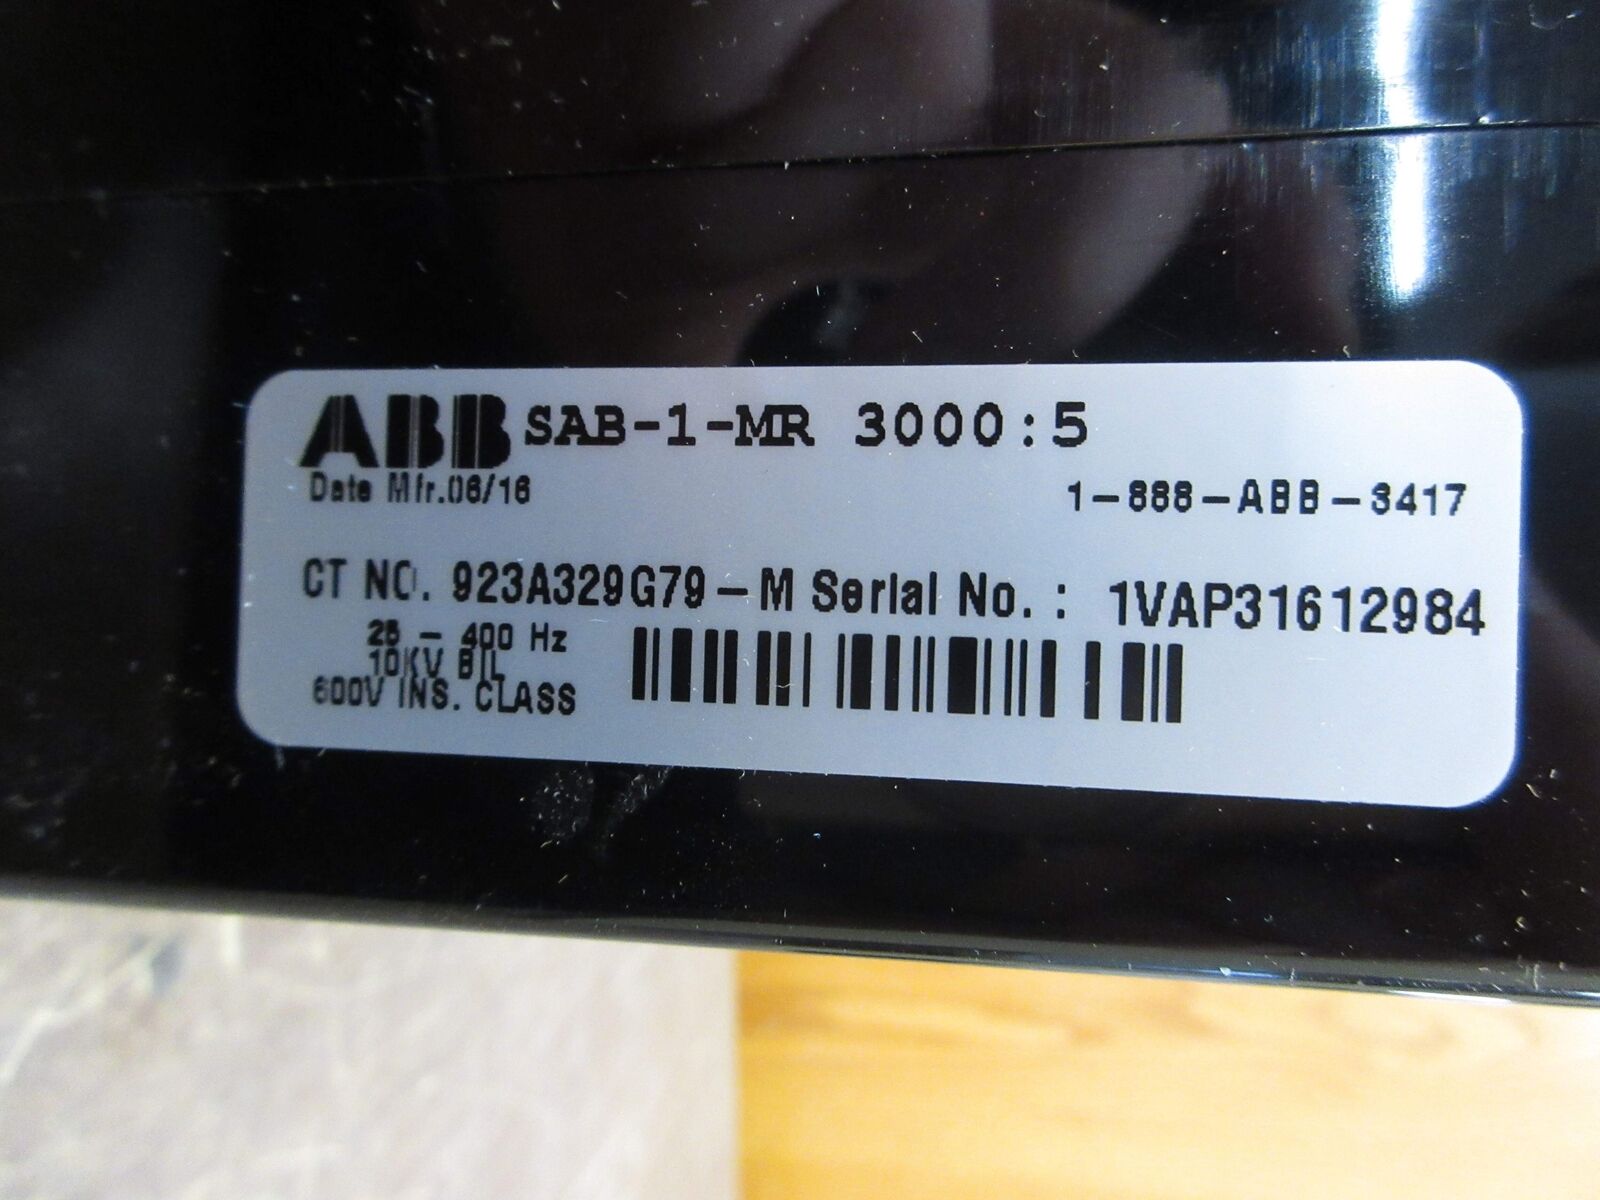 ABB SAB-1-MR 3000:5
Date Mfr.06/16
1-888-ABB-3417
CT NO. 923A329G79-M Serial No.: 1VAP31612984
25 - 400 Hz
10KV BIL
600V INS. CLASS